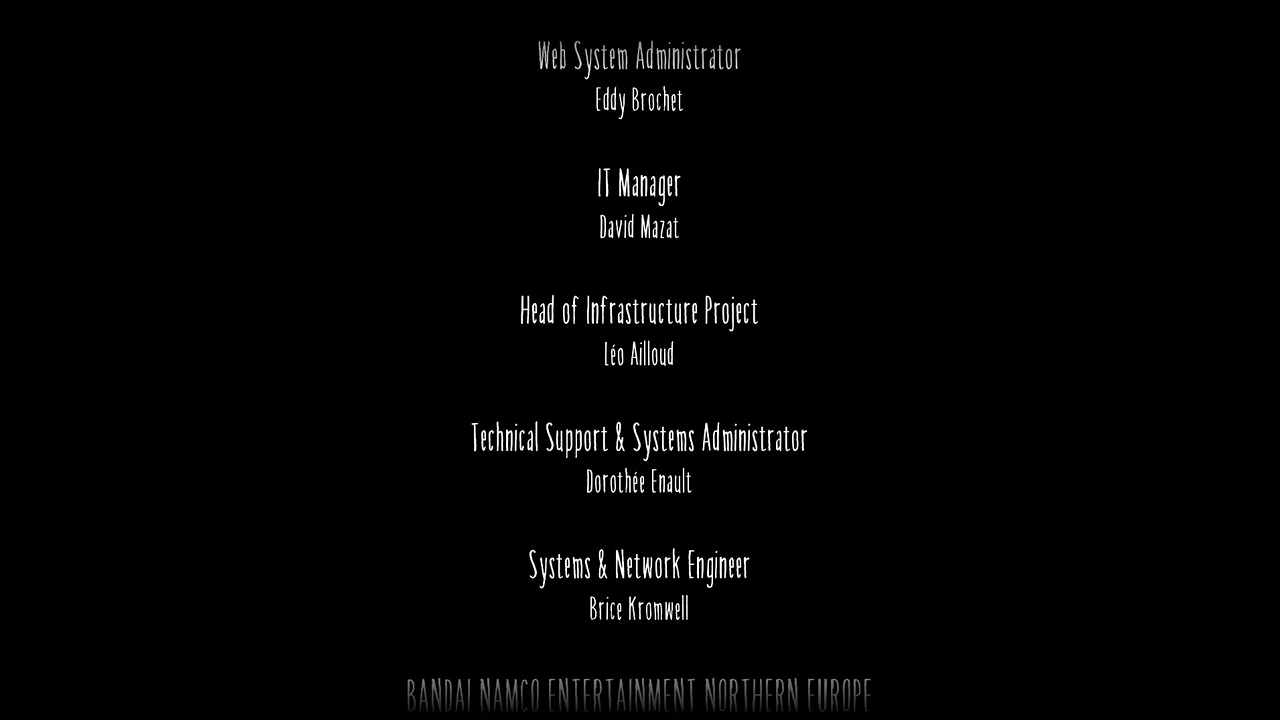 Web System Administrator
Eddy Brochet
IT Manager
David Mazat
Head of Infrastructure Project
Léo Ailloud
Technical Support & Systems Administrator
Dorothée Enault
Systems & Network Engineer
Brice Kromwell
BANDAI NAMCO ENTERTAINMENT NORTHERN EUROPE